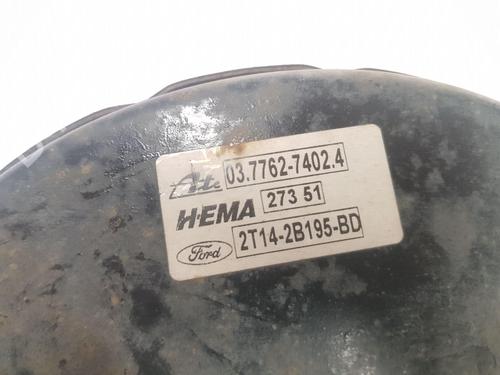 Ate 03.7762-7402.4
HEMA 273 51
Ford 2T14-2B195-BD